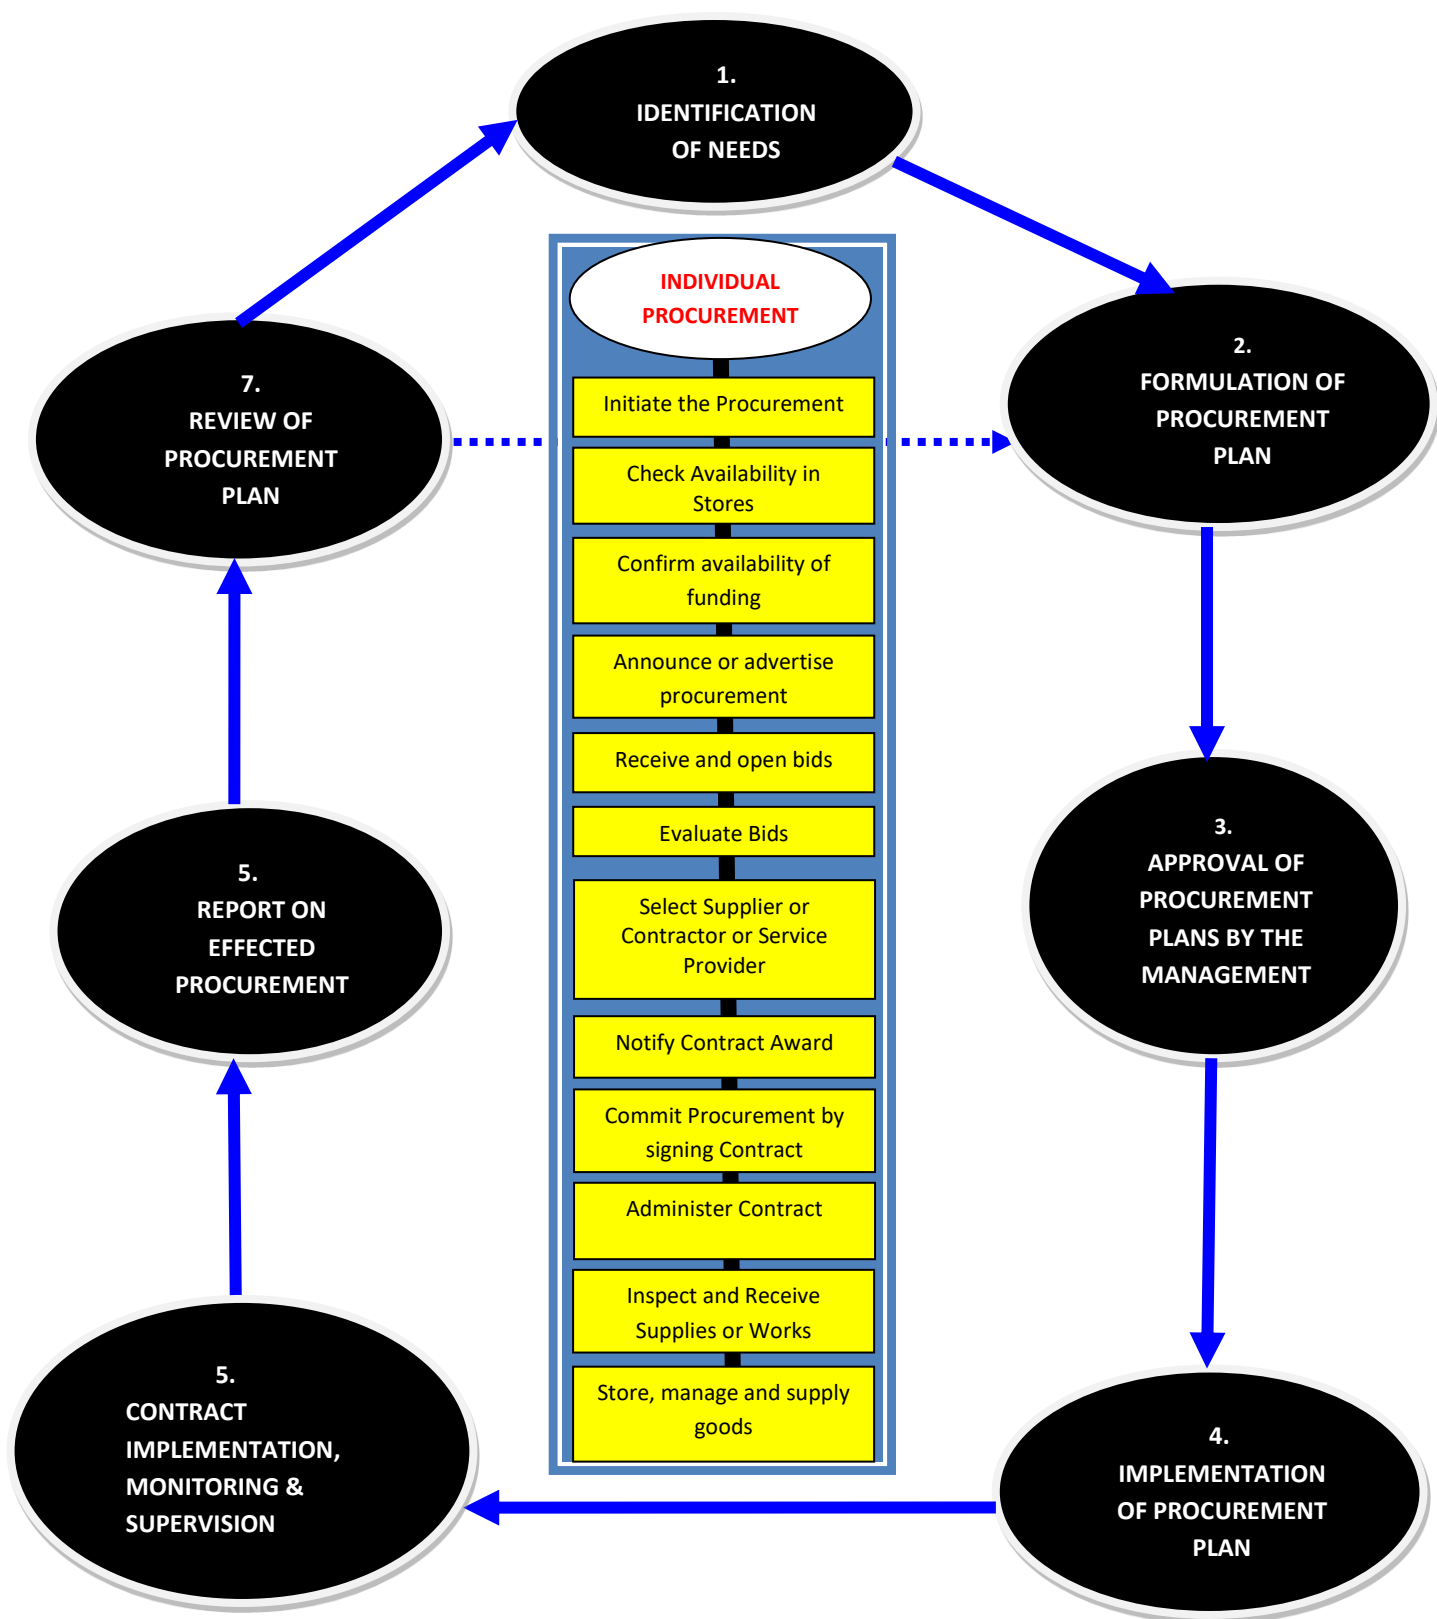 1.
IDENTIFICATION
OF NEEDS
INDIVIDUAL
PROCUREMENT
Initiate the Procurement
Check Availability in
Stores
Confirm availability of
funding
Announce or advertise
procurement
Receive and open bids
Evaluate Bids
Select Supplier or
Contractor or Service
Provider
Notify Contract Award
Commit Procurement by
signing Contract
Administer Contract
Inspect and Receive
Supplies or Works
Store, manage and supply
goods
2.
FORMULATION OF
PROCUREMENT
PLAN
3.
APPROVAL OF
PROCUREMENT
PLANS BY THE
MANAGEMENT
4.
IMPLEMENTATION
OF PROCUREMENT
PLAN
5.
CONTRACT
IMPLEMENTATION,
MONITORING &
SUPERVISION
5.
REPORT ON
EFFECTED
PROCUREMENT
7.
REVIEW OF
PROCUREMENT
PLAN